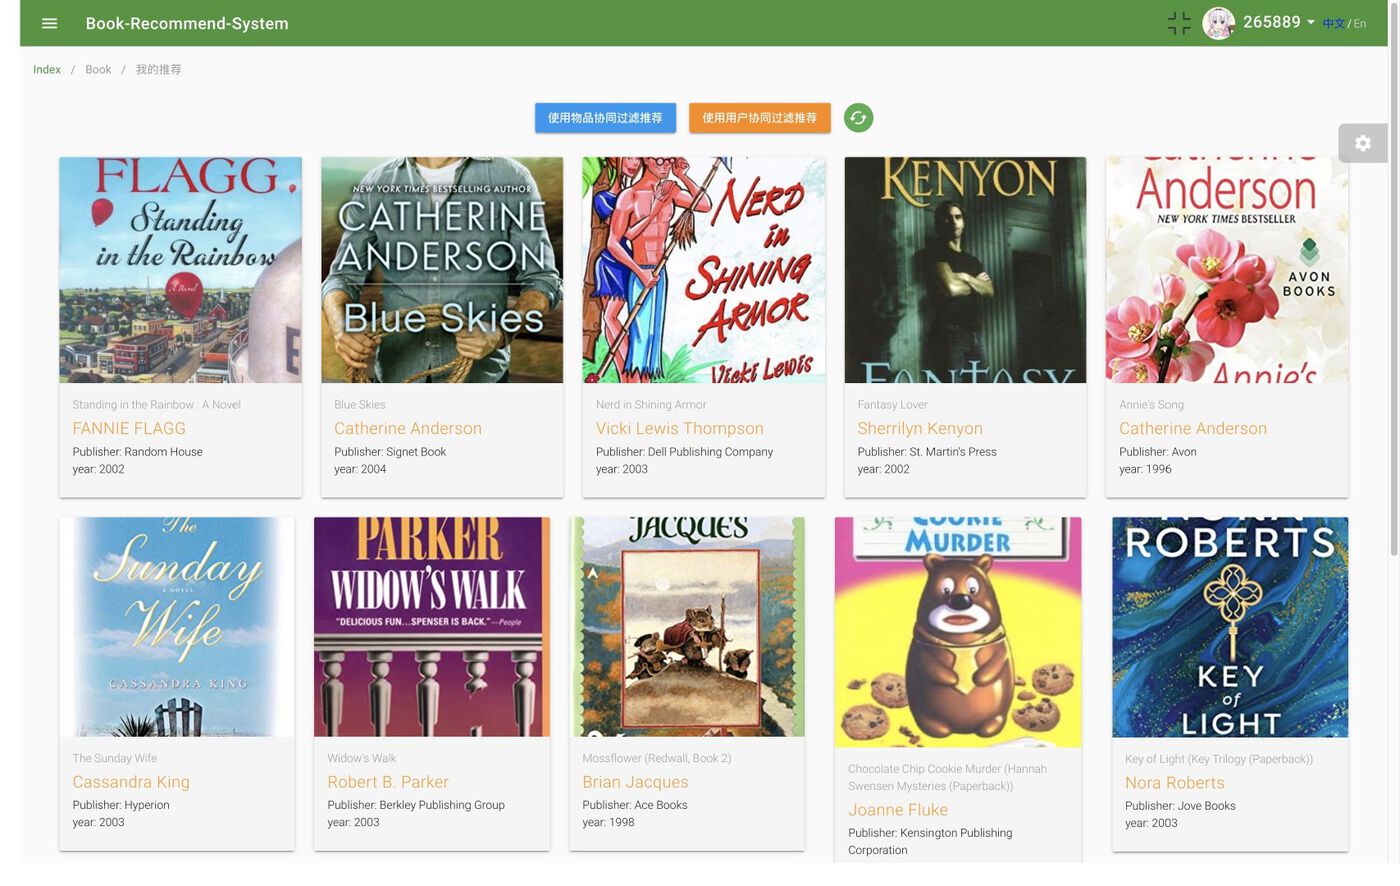 Book-Recommend-System
265889
中文 / En
Index / Book / 我的推荐
使用物品协同过滤推荐
使用用户协同过滤推荐
FLAGG
Standing
in the Rainbow
A Novel
Standing in the Rainbow : A Novel
FANNIE FLAGG
Publisher: Random House
year: 2002
NEW YORK TIMES BESTSELLING AUTHOR
CATHERINE
ANDERSON
Blue Skies
Blue Skies
Catherine Anderson
Publisher: Signet Book
year: 2004
NERD
in
SHINING
ARMOR
Vicki Lewis
Nerd in Shining Armor
Vicki Lewis Thompson
Publisher: Dell Publishing Company
year: 2003
KENYON
FANTASY
Fantasy Lover
Sherrilyn Kenyon
Publisher: St. Martin's Press
year: 2002
Catherine
Anderson
NEW YORK TIMES BESTSELLER
AVON
BOOKS
Annie's
Annie's Song
Catherine Anderson
Publisher: Avon
year: 1996
The
Sunday
A NOVEL
Wife
CASSANDRA KING
The Sunday Wife
Cassandra King
Publisher: Hyperion
year: 2003
PARKER
WIDOW'S WALK
"DELICIOUS FUN...SPENSER IS BACK."—People
Widow's Walk
Robert B. Parker
Publisher: Berkley Publishing Group
year: 2003
JACQUES
Mossflower (Redwall, Book 2)
Brian Jacques
Publisher: Ace Books
year: 1998
COOKIE
MURDER
Chocolate Chip Cookie Murder (Hannah
Swensen Mysteries (Paperback))
Joanne Fluke
Publisher: Kensington Publishing
Corporation
NORA
ROBERTS
KEY
of
LIGHT
Key of Light (Key Trilogy (Paperback))
Nora Roberts
Publisher: Jove Books
year: 2003